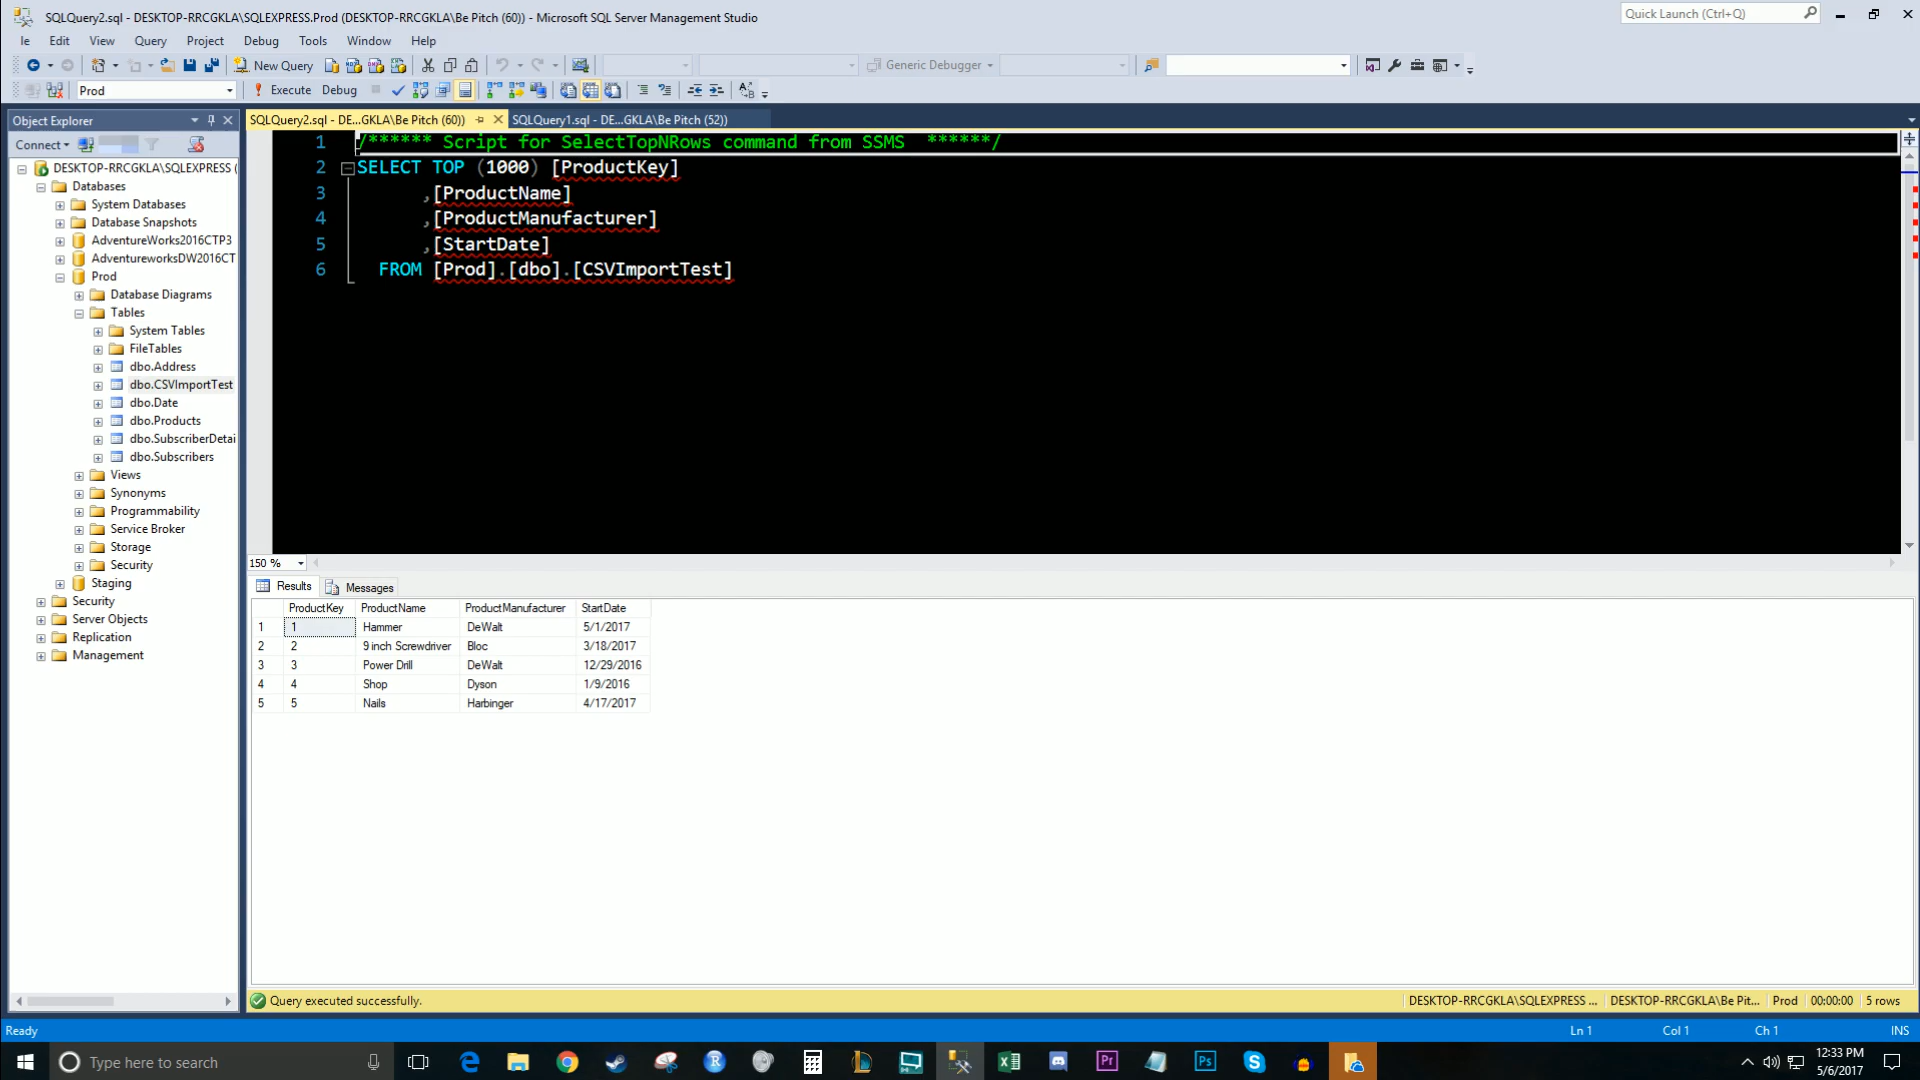 SQLQuery2.sql - DESKTOP-RRCGKLA\SQLEXPRESS.Prod (DESKTOP-RRCGKLA\Be Pitch (60)) - Microsoft SQL Server Management Studio
Quick Launch (Ctrl+Q)
le Edit View Query Project Debug Tools Window Help
New Query
Generic Debugger
Prod
Execute Debug
Object Explorer
SQLQuery2.sql - DE...GKLA\Be Pitch (60))
SQLQuery1.sql - DE...GKLA\Be Pitch (52))
Connect
DESKTOP-RRCGKLA\SQLEXPRESS (
Databases
System Databases
Database Snapshots
AdventureWorks2016CTP3
AdventureworksDW2016CT
Prod
Database Diagrams
Tables
System Tables
FileTables
dbo.Address
dbo.CSVImportTest
dbo.Date
dbo.Products
dbo.SubscriberDetai
dbo.Subscribers
Views
Synonyms
Programmability
Service Broker
Storage
Security
Staging
Security
Server Objects
Replication
Management
1 /****** Script for SelectTopNRows command from SSMS ******/
2 SELECT TOP (1000) [ProductKey]
3 ,[ProductName]
4 ,[ProductManufacturer]
5 ,[StartDate]
6 FROM [Prod].[dbo].[CSVImportTest]
150 %
Results Messages
ProductKey ProductName ProductManufacturer StartDate
1 1 Hammer DeWalt 5/1/2017
2 2 9 inch Screwdriver Bloc 3/18/2017
3 3 Power Drill DeWalt 12/29/2016
4 4 Shop Dyson 1/9/2016
5 5 Nails Harbinger 4/17/2017
Query executed successfully.
DESKTOP-RRCGKLA\SQLEXPRESS ... DESKTOP-RRCGKLA\Be Pit... Prod 00:00:00 5 rows
Ready
Ln 1 Col 1 Ch 1 INS
Type here to search
12:33 PM
5/6/2017